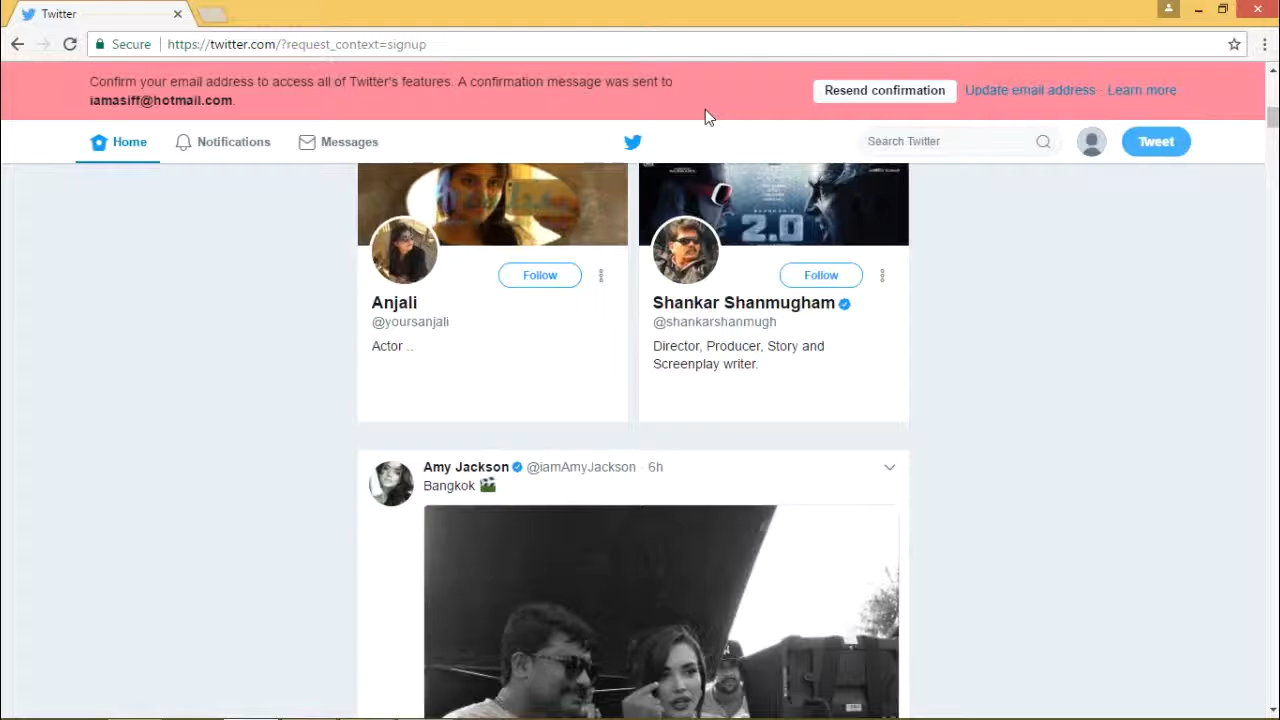 Twitter
Secure
https://twitter.com/?request_context=signup
Confirm your email address to access all of Twitter's features. A confirmation message was sent to
iamasiff@hotmail.com.
Resend confirmation
Update email address · Learn more
Home
Notifications
Messages
Search Twitter
Tweet
2.0
Follow
Follow
Anjali
@yoursanjali
Actor ..
Shankar Shanmugham
@shankarshanmugh
Director, Producer, Story and
Screenplay writer.
Amy Jackson @iamAmyJackson · 6h
Bangkok